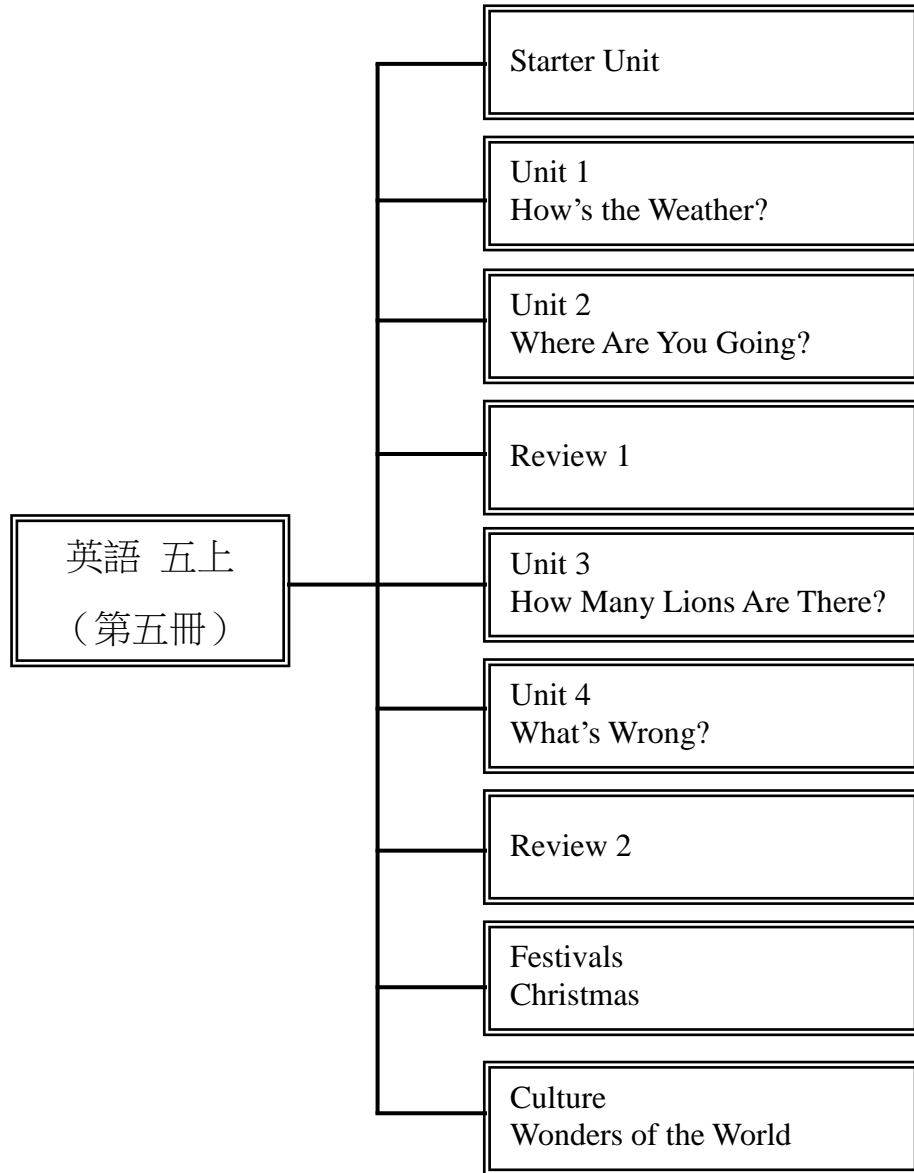 Starter Unit
Unit 1
How’s the Weather?
Unit 2
Where Are You Going?
Review 1
英語 五上
（第五冊）
Unit 3
How Many Lions Are There?
Unit 4
What’s Wrong?
Review 2
Festivals
Christmas
Culture
Wonders of the World